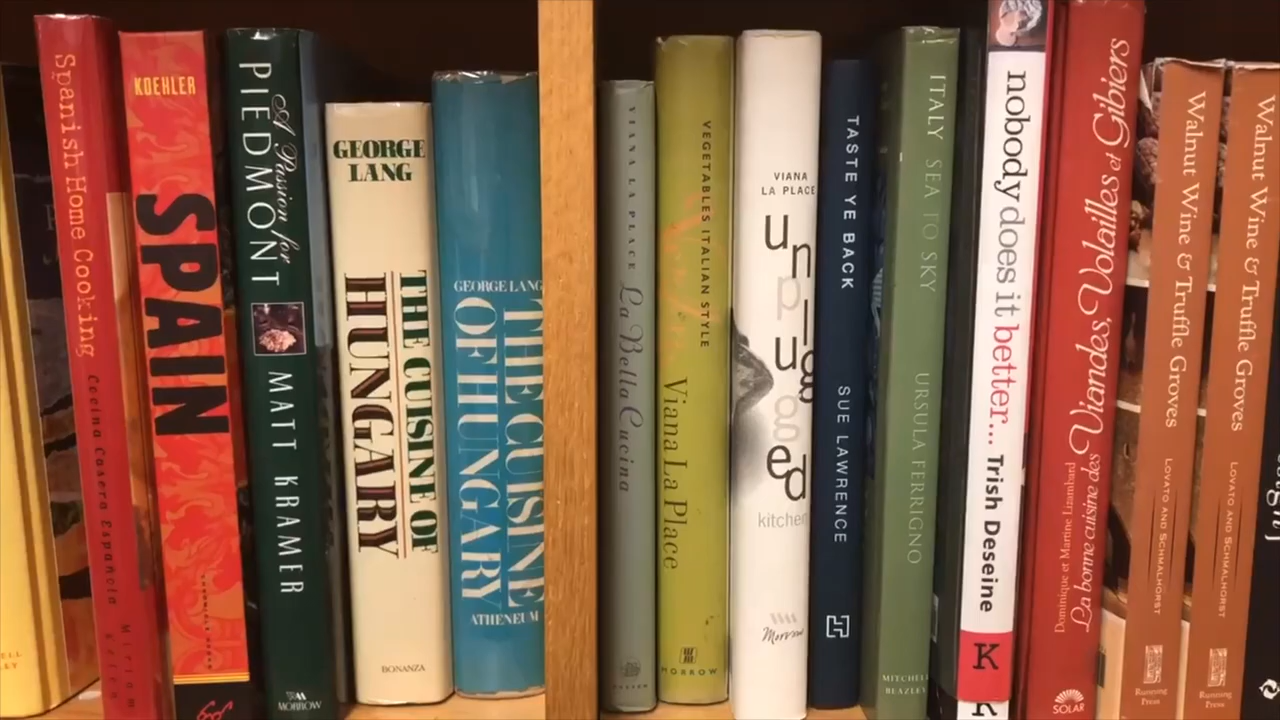 Spanish Home Cooking
Cocina Casera Española
Miriam
KOEHLER
SPAIN
A Passion for
PIEDMONT
MATT KRAMER
MORROW
GEORGE
LANG
THE CUISINE OF
HUNGARY
BONANZA
GEORGE LANG
THE CUISINE
OF HUNGARY
ATHENEUM
VIANA LA PLACE
La Bella Cucina
VEGETABLES ITALIAN STYLE
Viana La Place
MORROW
VIANA
LA PLACE
unplugged
kitchen
Morrow
TASTE YE BACK
SUE LAWRENCE
H
ITALY SEA TO SKY
URSULA FERRIGNO
MITCHELL
BEAZLEY
nobody does it better...
Trish Deseine
K
Dominique et Martine Lizambard
La bonne cuisine des Viandes, Volailles et Gibiers
SOLAR
Walnut Wine & Truffle Groves
LOVATO AND SCHMALHORST
Running
Press
Walnut Wine & Truffle Groves
LOVATO AND SCHMALHORST
Running
Press